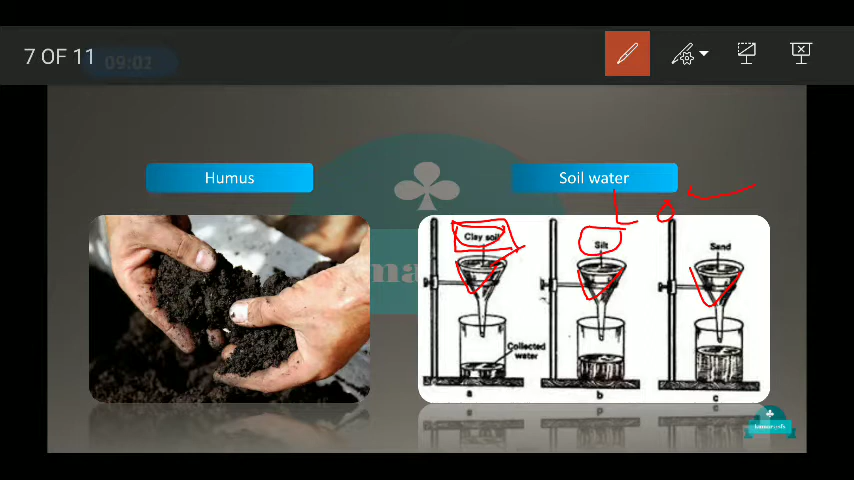 7 OF 11
09:02
Humus
Soil water
Clay soil
Silt
Sand
Collected
water
a
b
c